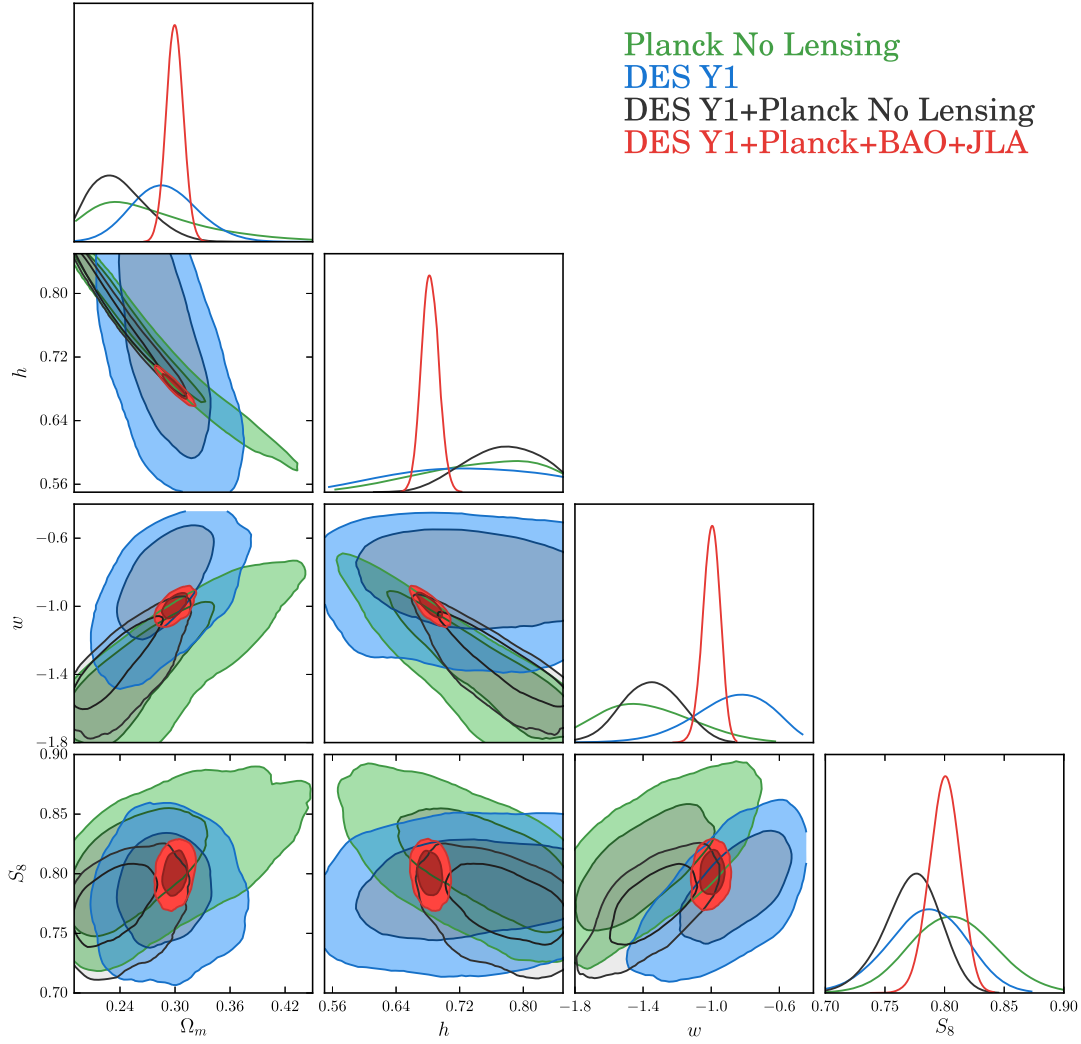 Planck No Lensing
DES Y1
DES Y1+Planck No Lensing
DES Y1+Planck+BAO+JLA
0.80
0.72
0.64
0.56
h
−0.6
−1.0
−1.4
−1.8
w
0.90
0.85
0.80
0.75
0.70
S₈
0.24 0.30 0.36 0.42
Ωₘ
0.56 0.64 0.72 0.80
h
−1.8 −1.4 −1.0 −0.6
w
0.70 0.75 0.80 0.85 0.90
S₈